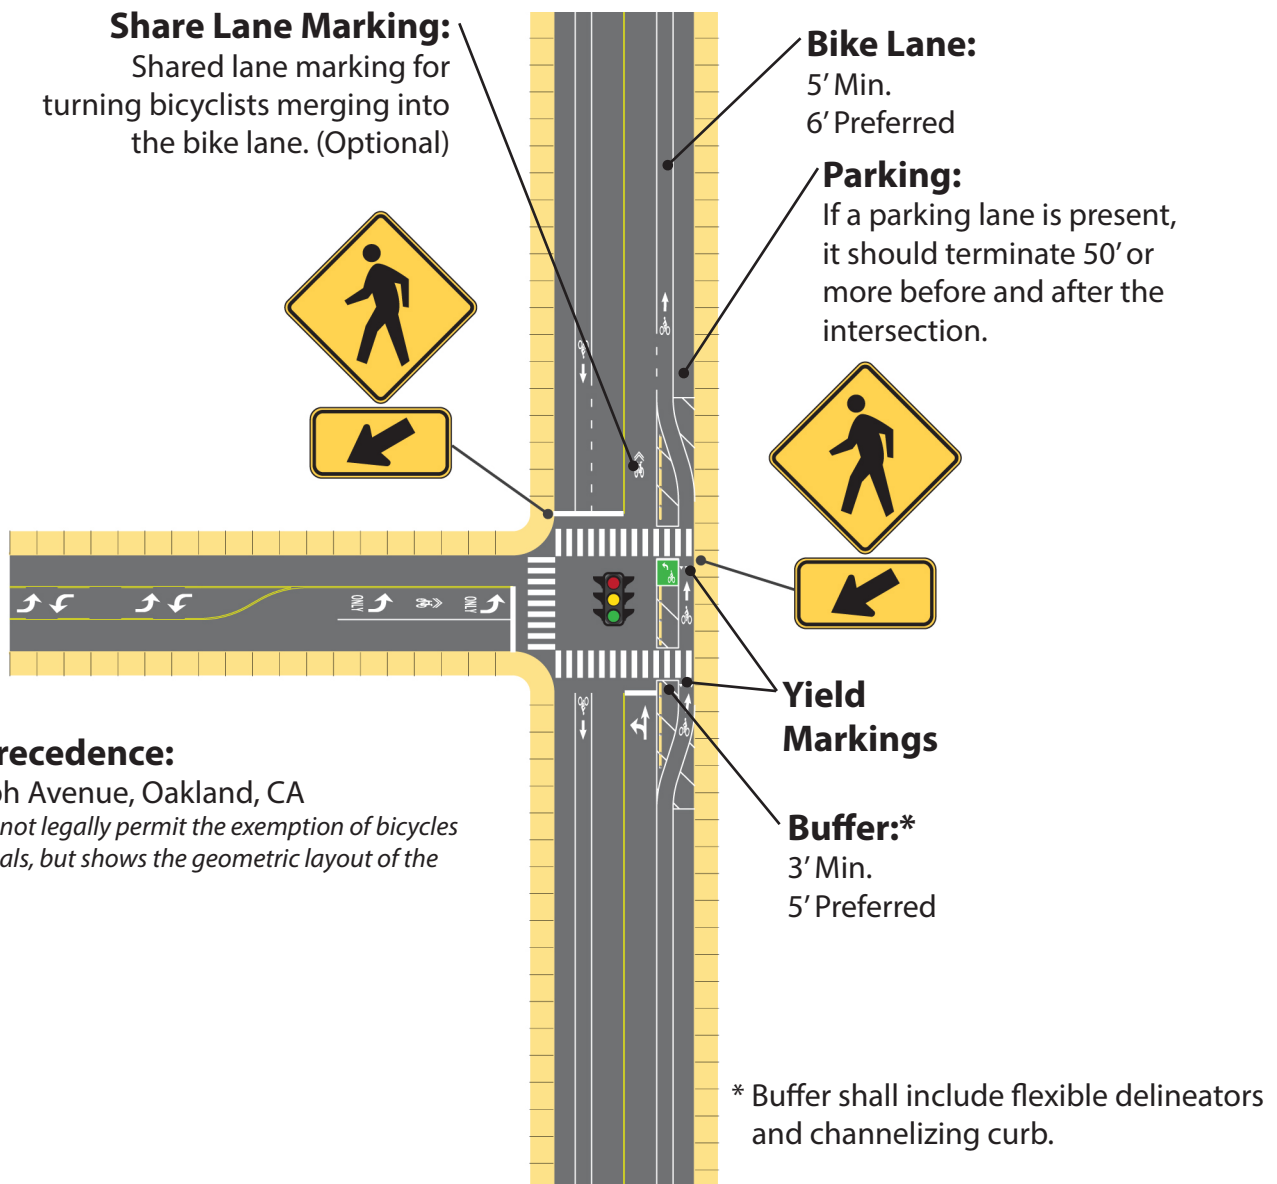 Share Lane Marking:
Shared lane marking for
turning bicyclists merging into
the bike lane. (Optional)
Bike Lane:
5’ Min.
6’ Preferred
Parking:
If a parking lane is present,
it should terminate 50’ or
more before and after the
intersection.
ONLY
ONLY
Yield
Markings
recedence:
ph Avenue, Oakland, CA
not legally permit the exemption of bicycles
als, but shows the geometric layout of the
Buffer:*
3’ Min.
5’ Preferred
* Buffer shall include flexible delineators
and channelizing curb.